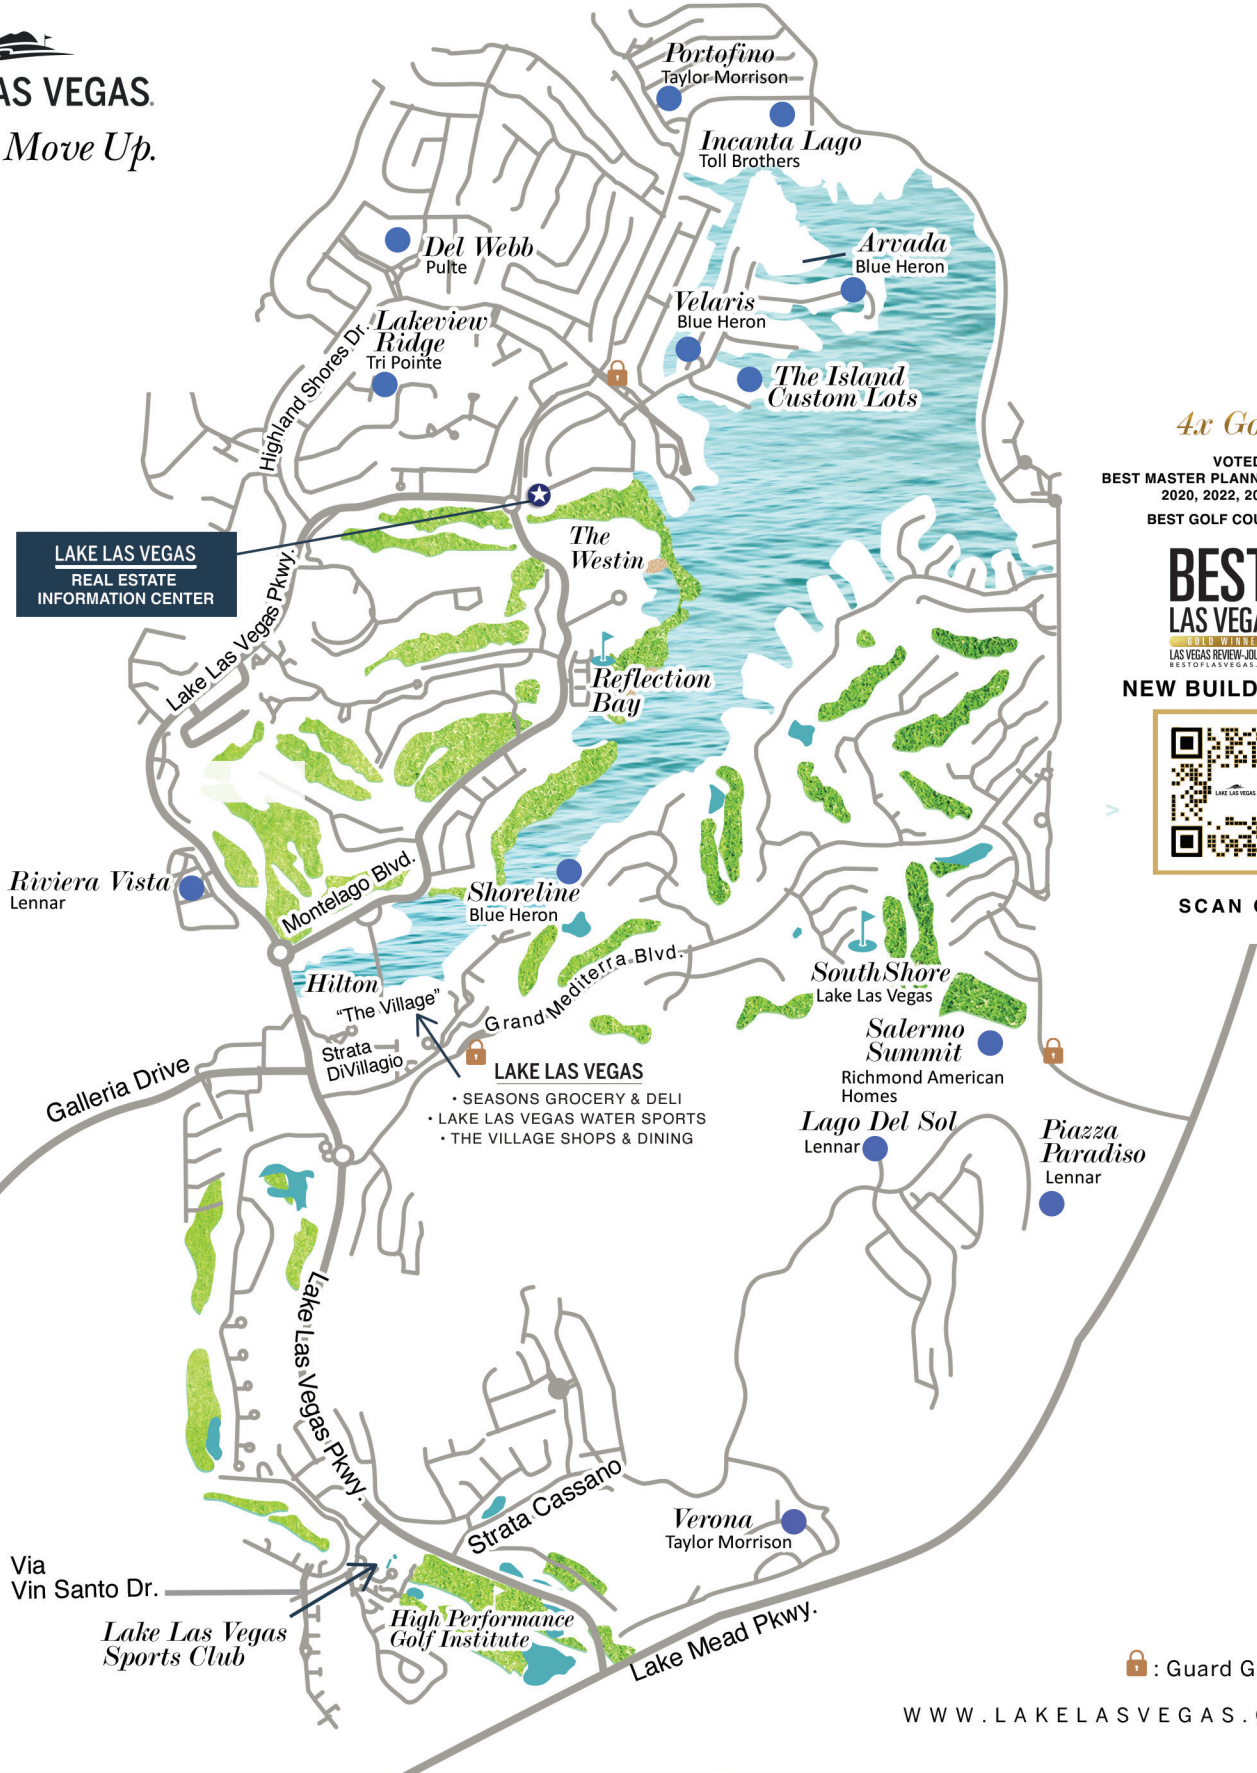 AS VEGAS.
Move Up.
Portofino
Taylor Morrison
Incanta Lago
Toll Brothers
Del Webb
Pulte
Arvada
Blue Heron
Velaris
Blue Heron
Lakeview
Ridge
Tri Pointe
The Island
Custom Lots
Highland Shores Dr.
4x
VOTED
BEST MASTER
2020, 2022,
BEST GOLF
LAKE LAS VEGAS
REAL ESTATE
INFORMATION CENTER
The
Westin
BEST
LAS
GOLD
LAS VEGAS
Lake Las Vegas Pkwy.
Reflection
Bay
NEW BUILD
LAKE LAS VEGAS
>
Riviera Vista
Lennar
Montelago Blvd.
Shoreline
Blue Heron
SCAN
Hilton
"The Village"
Grand Mediterra Blvd.
SouthShore
Lake Las Vegas
Strata
DiVillagio
Salermo
Summit
Richmond American
Homes
Galleria Drive
LAKE LAS VEGAS
• SEASONS GROCERY & DELI
• LAKE LAS VEGAS WATER SPORTS
• THE VILLAGE SHOPS & DINING
Lago Del Sol
Lennar
Piazza
Paradiso
Lennar
Lake Las Vegas Pkwy.
Strata Cassano
Verona
Taylor Morrison
Via
Vin Santo Dr.
Lake Las Vegas
Sports Club
High Performance
Golf Institute
Lake Mead Pkwy.
: Guard G
WWW.LAKELASVEGAS.